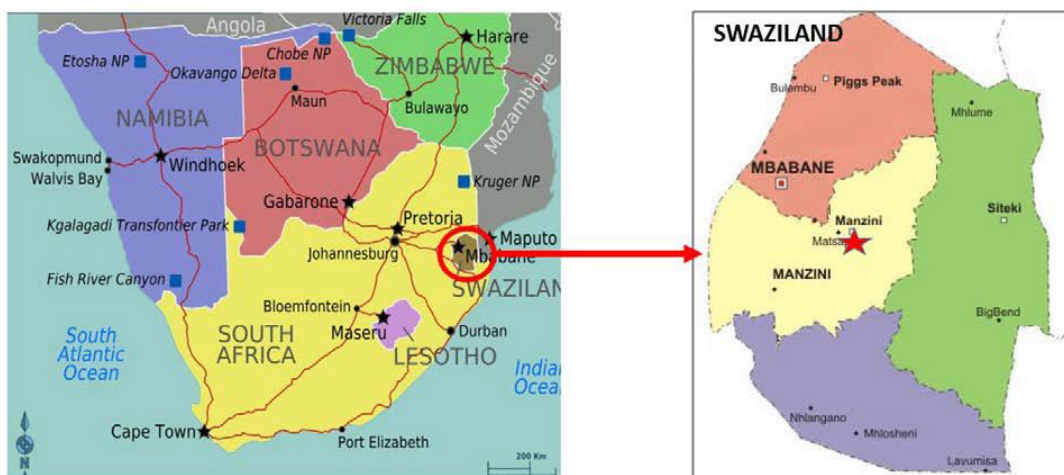 Angola
Victoria Falls
Harare
Etosha NP
Chobe NP
Okavango Delta
ZIMBABWE
Maun
Bulawayo
Mozambique
NAMIBIA
BOTSWANA
Swakopmund
Windhoek
Walvis Bay
Kruger NP
Gabarone
Pretoria
Kgalagadi Transfontier Park
Johannesburg
Maputo
Mbabane
Fish River Canyon
SWAZILAN
Bloemfontein
South
Atlantic
Ocean
SOUTH
AFRICA
Maseru
Durban
LESOTHO
Indian
Ocea
Cape Town
Port Elizabeth
N
200 Km
SWAZILAND
Bulembu
Piggs Peak
Mhlume
MBABANE
Manzini
Siteki
Matsa
MANZINI
BigBend
Nhlangano
Mhlosheni
Lavumisa